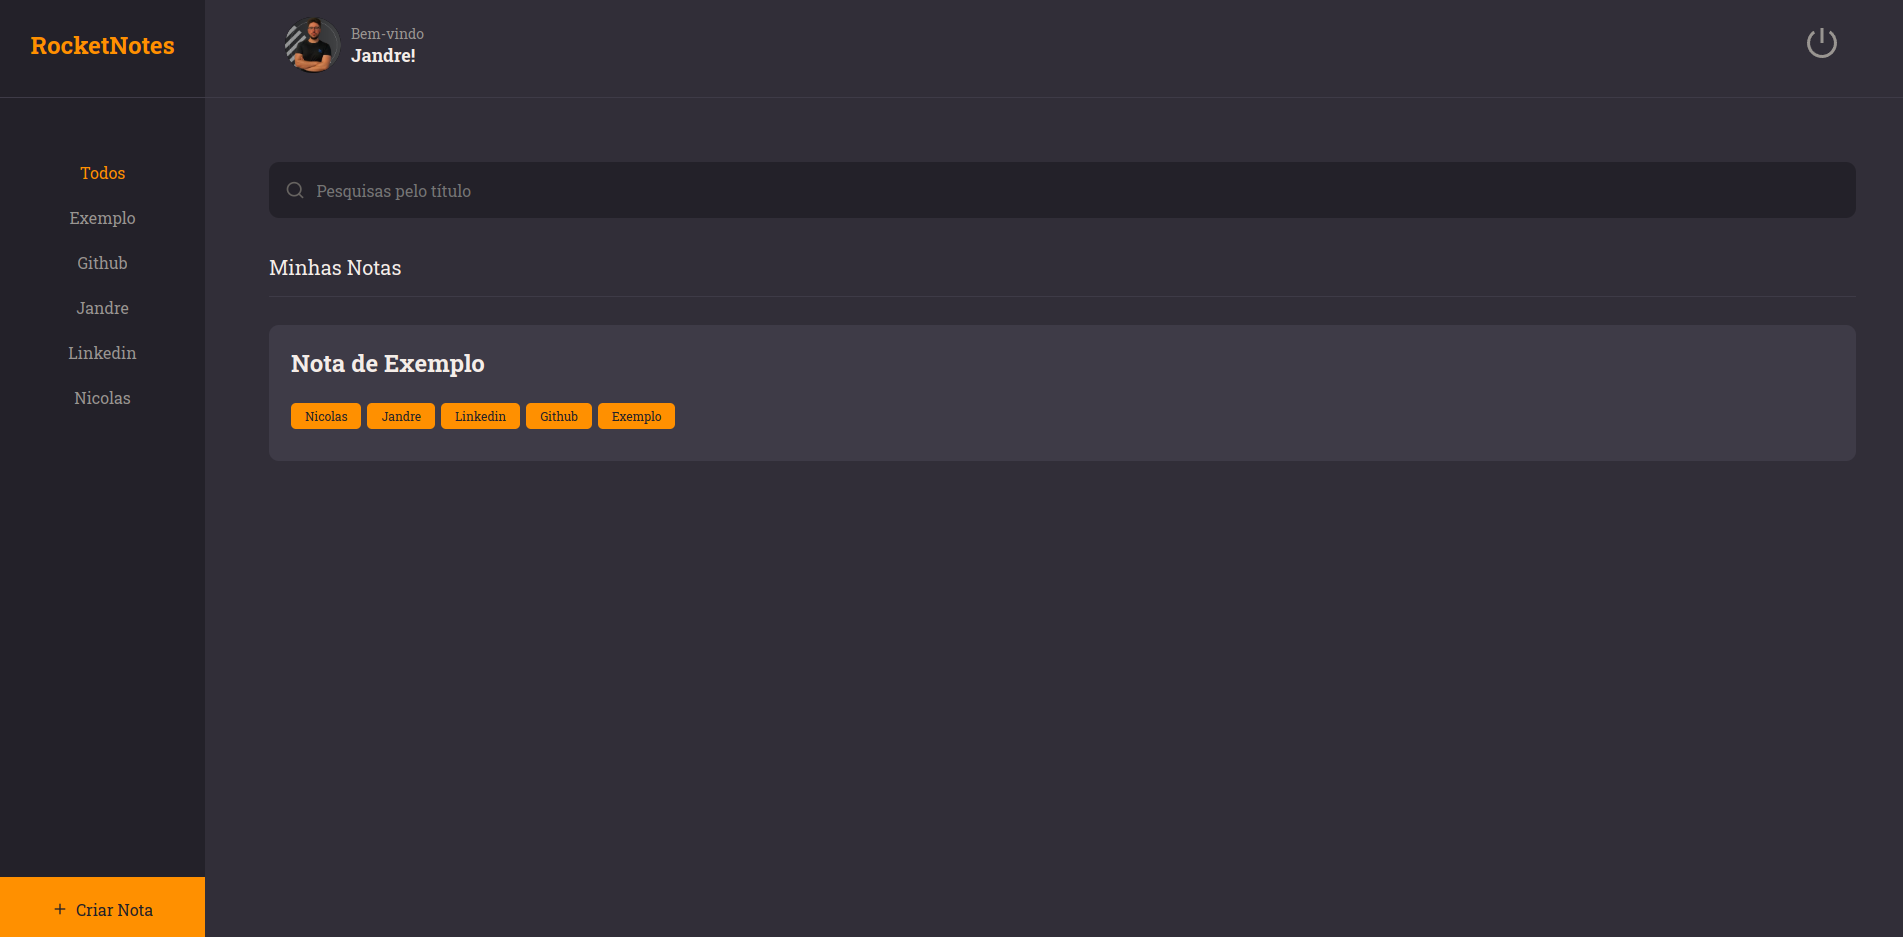 RocketNotes
Bem-vindo
Jandre!
Todos
Exemplo
Github
Jandre
Linkedin
Nicolas
+ Criar Nota
Pesquisas pelo título
Minhas Notas
Nota de Exemplo
Nicolas Jandre Linkedin Github Exemplo